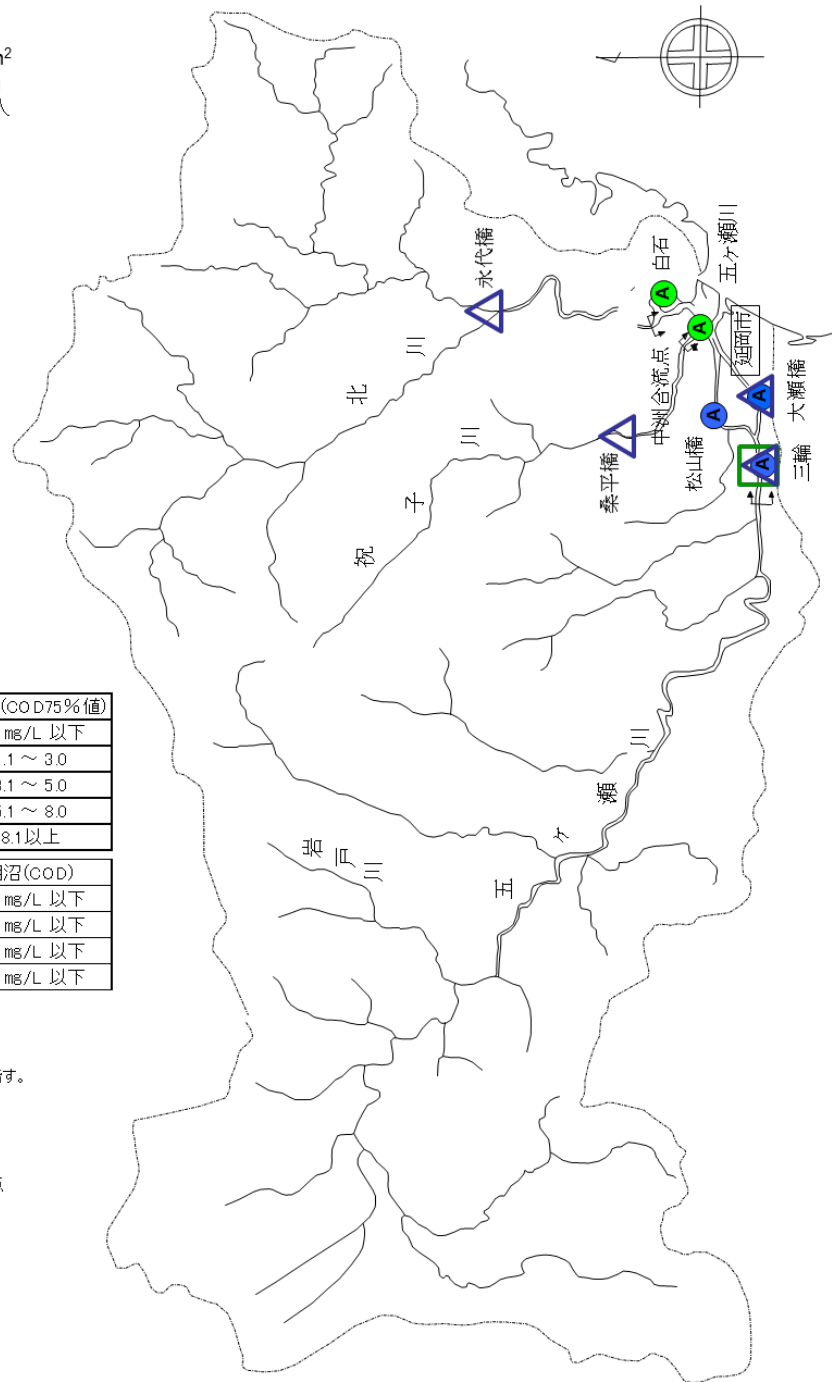 m²
人
永代橋
白石
五ヶ瀬川
北川
中洲合流点
延岡市
祝子川
桑平橋
松山橋
大瀬橋
三輪
A
A
A
A
A
五ヶ瀬川
岩戸川
(COD75%値)
mg/L 以下
.1 ～ 3.0
3.1 ～ 5.0
5.1 ～ 8.0
8.1以上
沼(COD)
mg/L 以下
mg/L 以下
mg/L 以下
mg/L 以下
す。